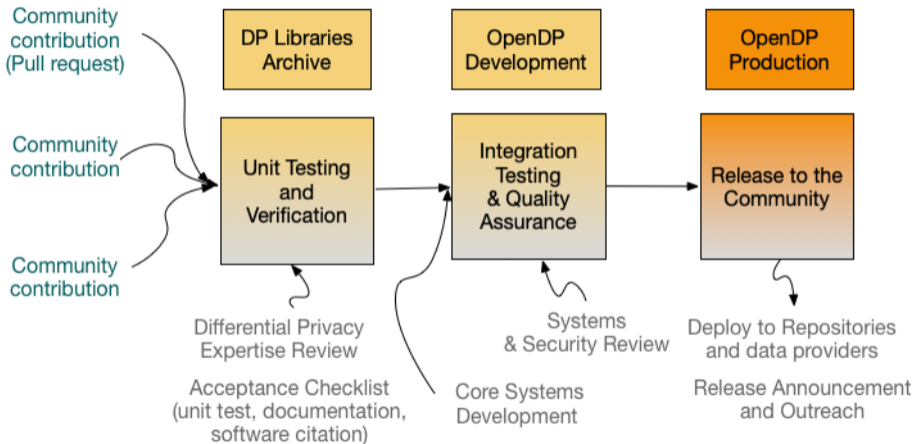 Community
contribution
(Pull request)
DP Libraries
Archive
OpenDP
Development
OpenDP
Production
Community
contribution
Unit Testing
and
Verification
Integration
Testing
& Quality
Assurance
Release to the
Community
Community
contribution
Differential Privacy
Expertise Review
Acceptance Checklist
(unit test, documentation,
software citation)
Systems
& Security Review
Core Systems
Development
Deploy to Repositories
and data providers
Release Announcement
and Outreach